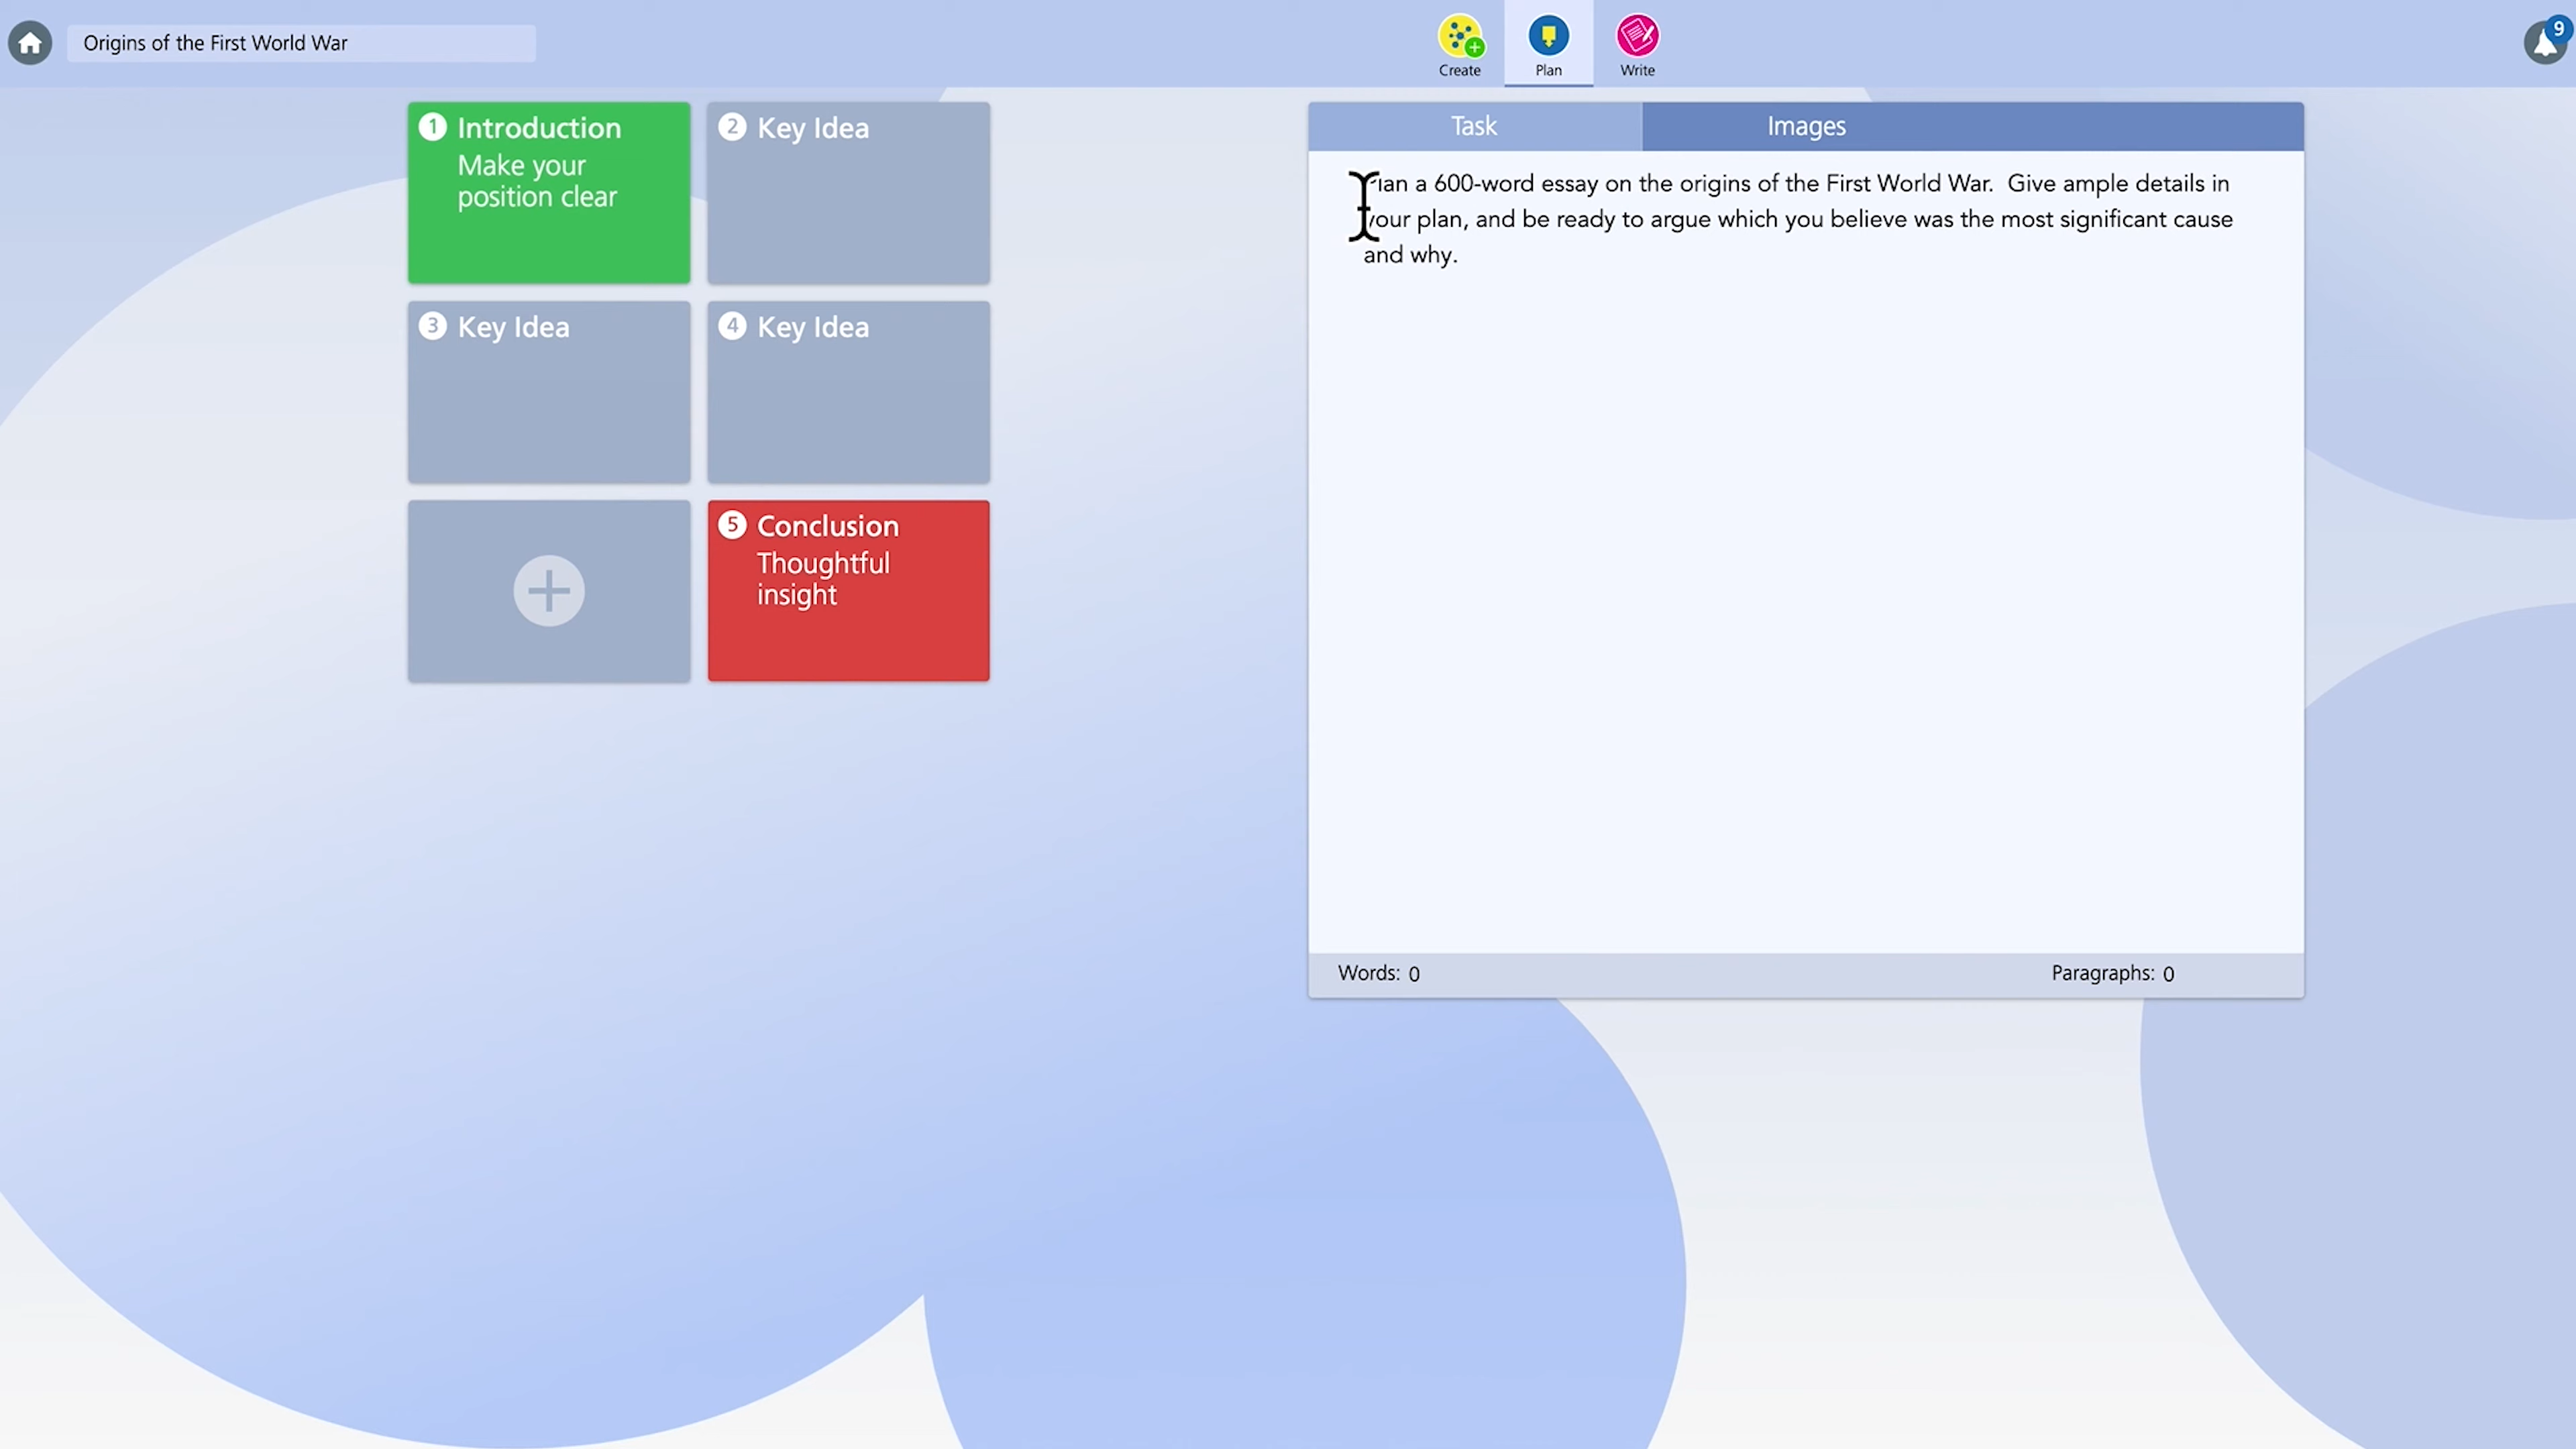 Origins of the First World War
Create
Plan
Write
9
1 Introduction
Make your
position clear
2 Key Idea
3 Key Idea
4 Key Idea
5 Conclusion
Thoughtful
insight
Task
Images
Plan a 600-word essay on the origins of the First World War. Give ample details in
your plan, and be ready to argue which you believe was the most significant cause
and why.
Words: 0
Paragraphs: 0